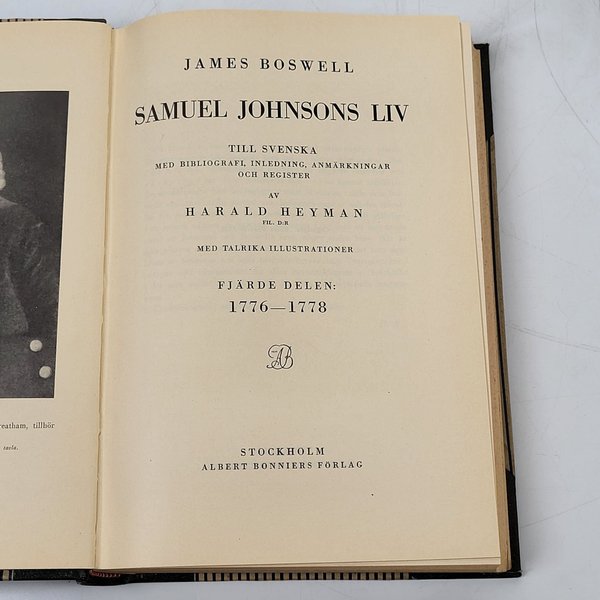 JAMES BOSWELL
SAMUEL JOHNSONS LIV
TILL SVENSKA
MED BIBLIOGRAFI, INLEDNING, ANMÄRKNINGAR
OCH REGISTER
AV
HARALD HEYMAN
FIL. D:R
MED TALRIKA ILLUSTRATIONER
FJÄRDE DELEN:
1776—1778
AB
STOCKHOLM
ALBERT BONNIERS FÖRLAG
reatham, tillhör
tavla.